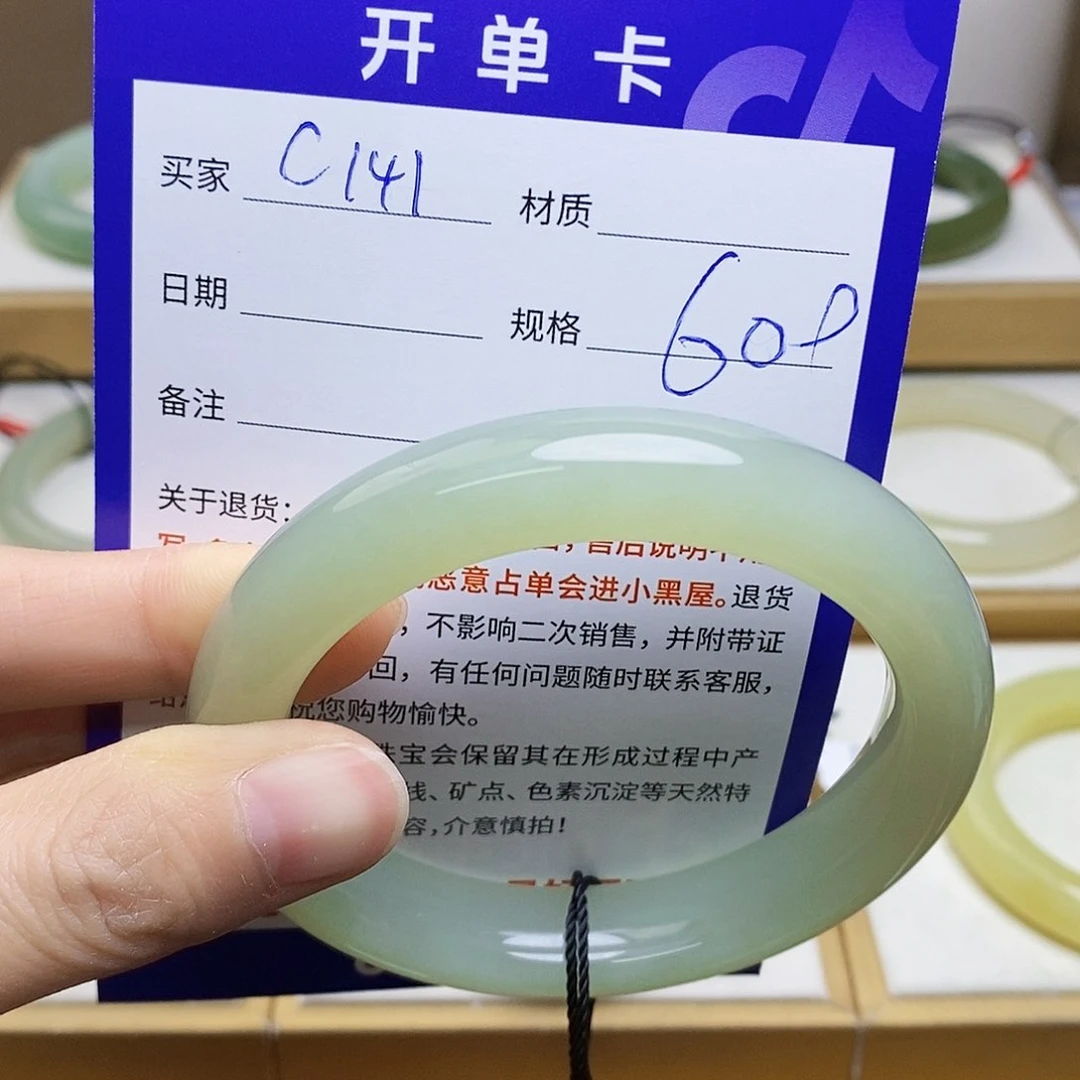 开单卡
买家 C141 材质
日期 规格 60P
备注
关于退货：
售后说明
恶意占单会进小黑屋。退货
，不影响二次销售，并附带证
回，有任何问题随时联系客服，
祝您购物愉快。
珠宝会保留其在形成过程中产
线、矿点、色素沉淀等天然特
容，介意慎拍！